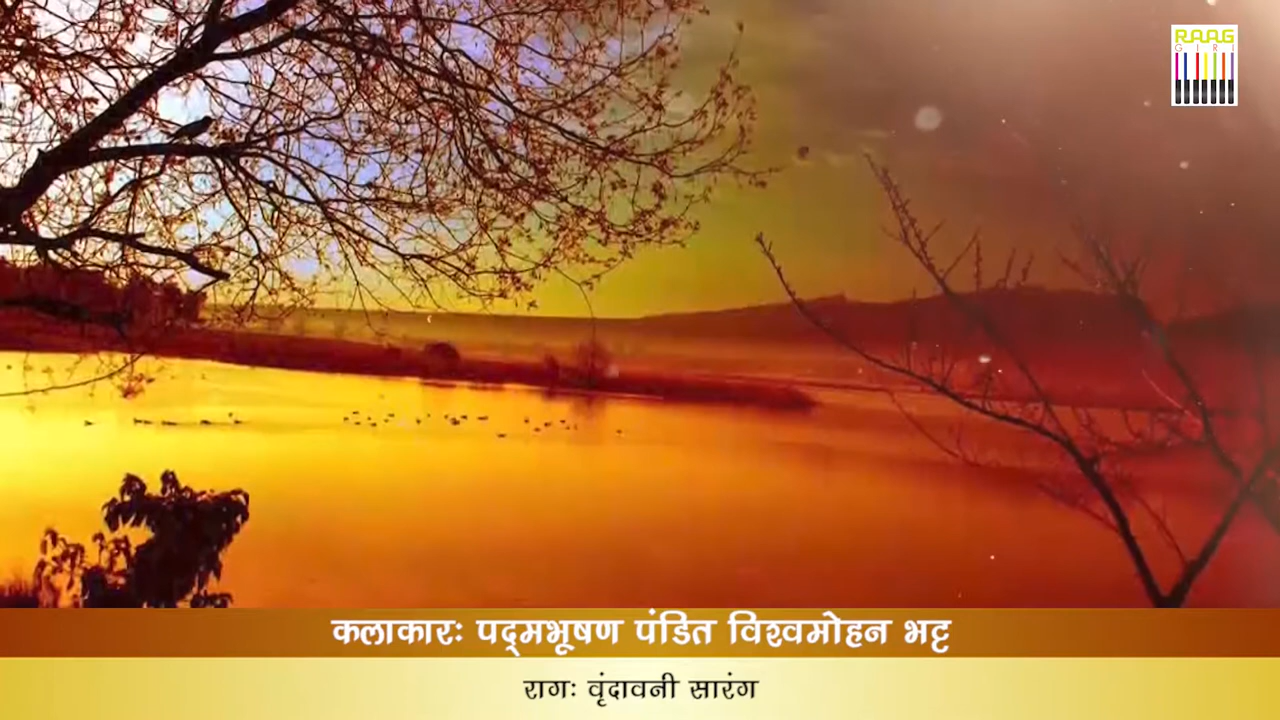 RAAG
GIRI
कलाकारः पद्मभूषण पंडित विश्वमोहन भट्ट
रागः वृंदावनी सारंग